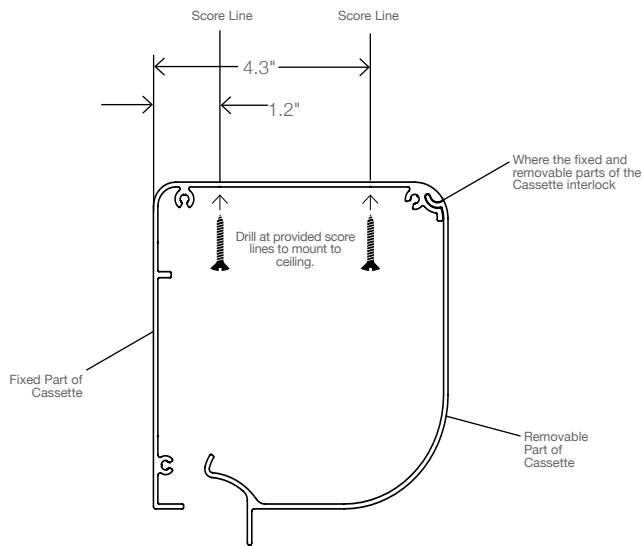 Score Line
Score Line
4.3"
1.2"
Where the fixed and
removable parts of the
Cassette interlock
Drill at provided score
lines to mount to
ceiling.
Fixed Part of
Cassette
Removable
Part of
Cassette